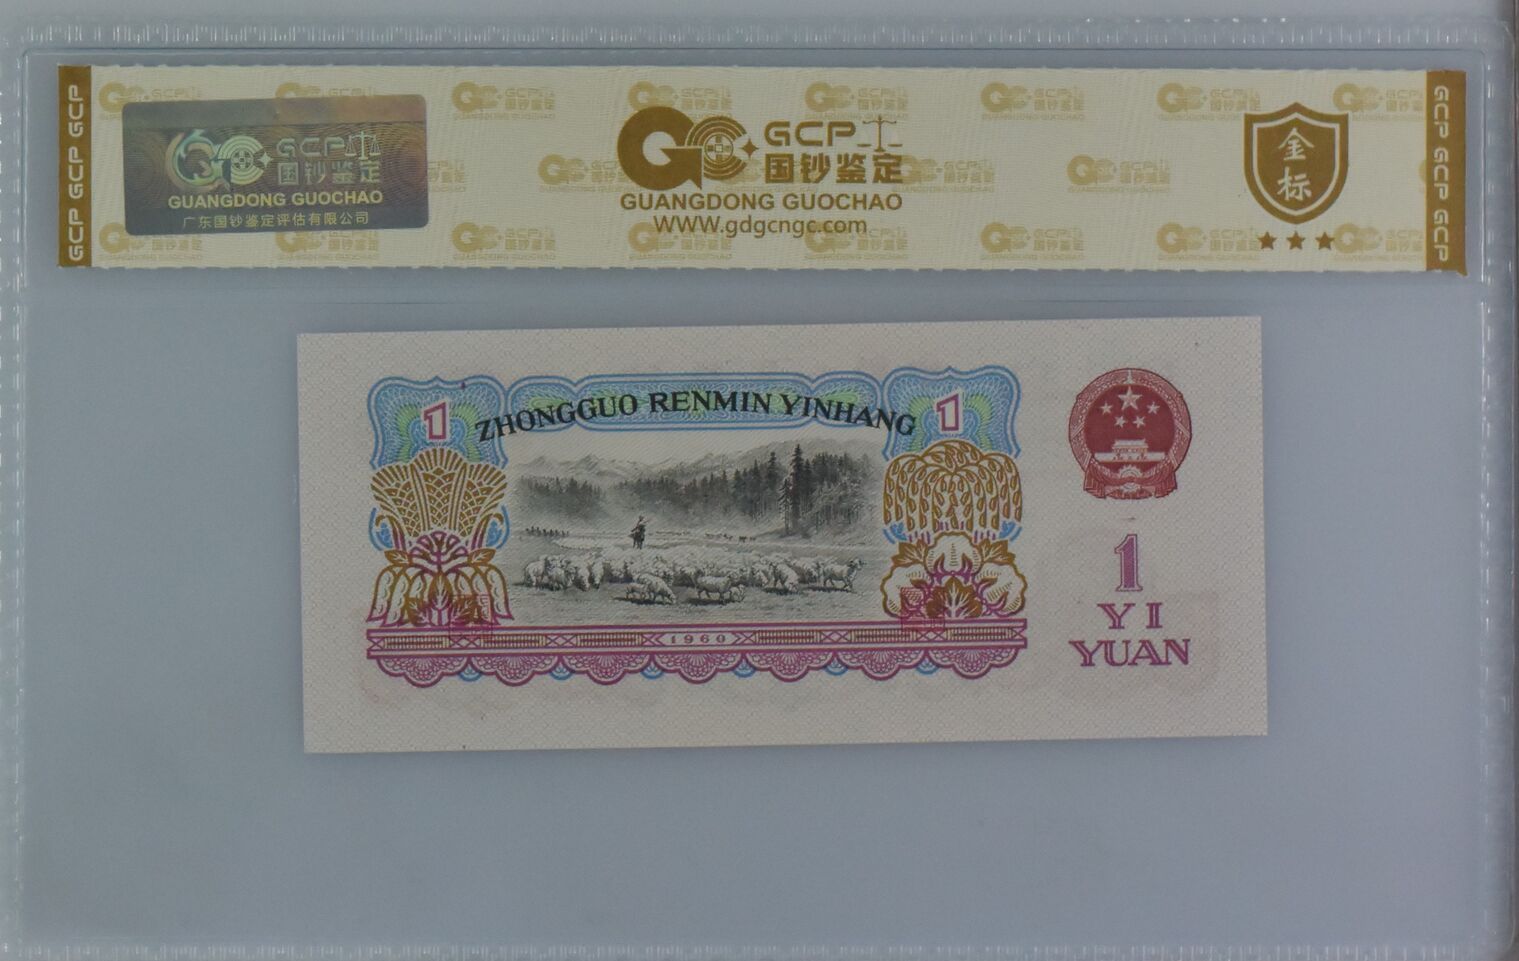 GCP GCP GCP
GCP
国钞鉴定
GUANGDONG GUOCHAO
广东国钞鉴定评估有限公司
GCP
国钞鉴定
GUANGDONG GUOCHAO
WWW.gdgcngc.com
金
标
GCP GCP GCP
1
ZHONGGUO RENMIN YINHANG
1
1960
1
YI
YUAN